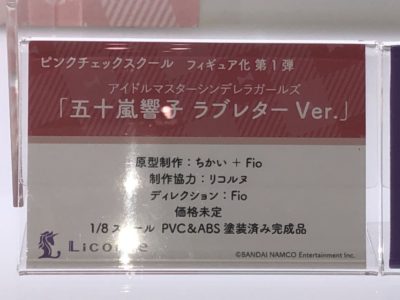 ピンクチェックスクール フィギュア化 第1弾
アイドルマスターシンデレラガールズ
「五十嵐響子 ラブレター Ver.」
原型制作：ちかい + Fio
制作協力：リコルヌ
ディレクション：Fio
価格未定
1/8 スケール PVC&ABS 塗装済み完成品
Licorne
©BANDAI NAMCO Entertainment Inc.